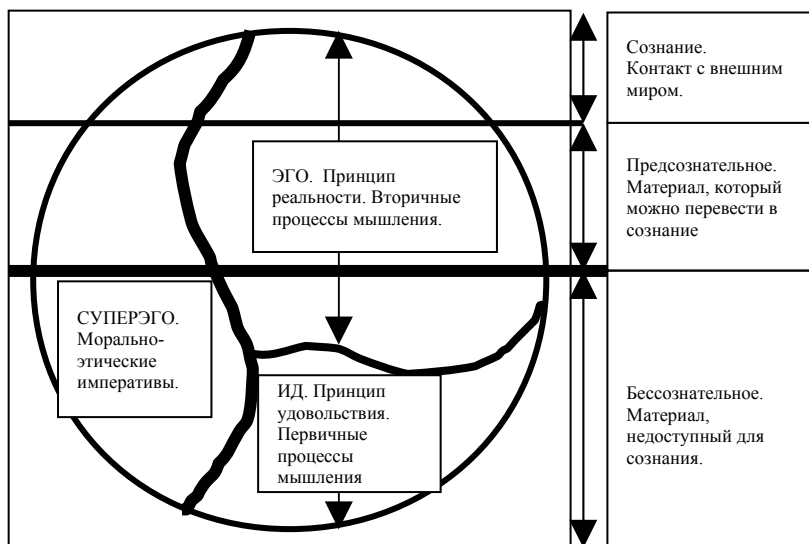 Сознание.
Контакт с внешним
миром.
ЭГО. Принцип
реальности. Вторичные
процессы мышления.
Предсознательное.
Материал, который
можно перевести в
сознание
СУПЕРЭГО.
Морально-
этические
императивы.
ИД. Принцип
удовольствия.
Первичные
процессы
мышления
Бессознательное.
Материал,
недоступный для
сознания.